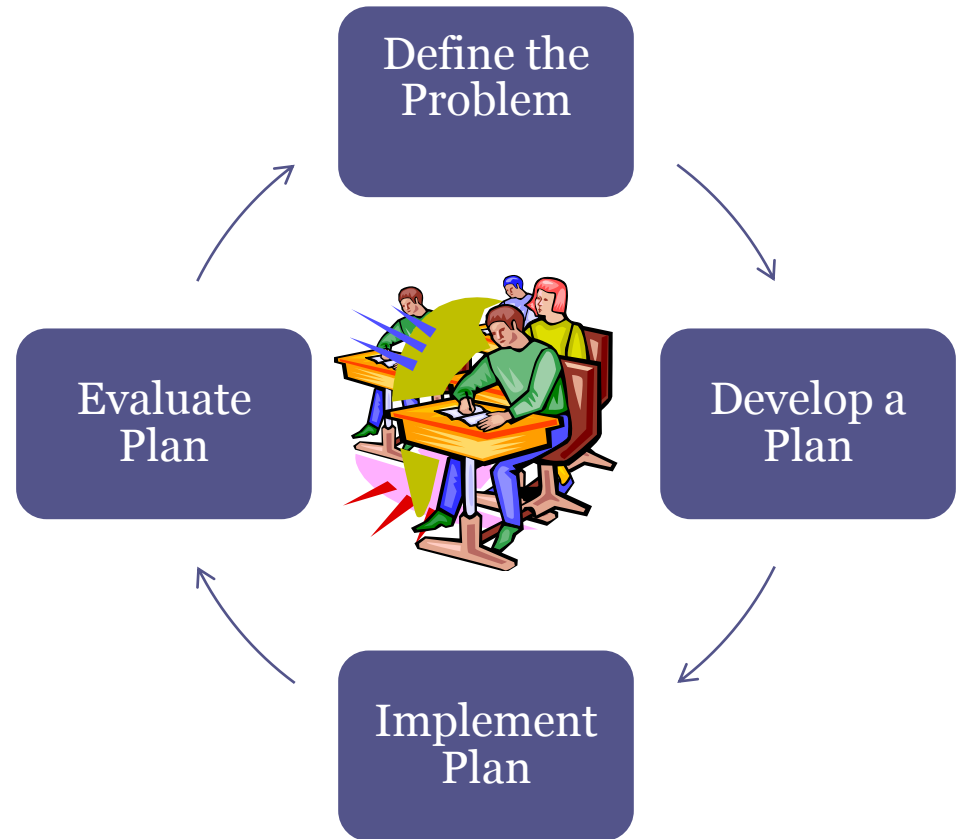 Define the
Problem
Develop a
Plan
Implement
Plan
Evaluate
Plan